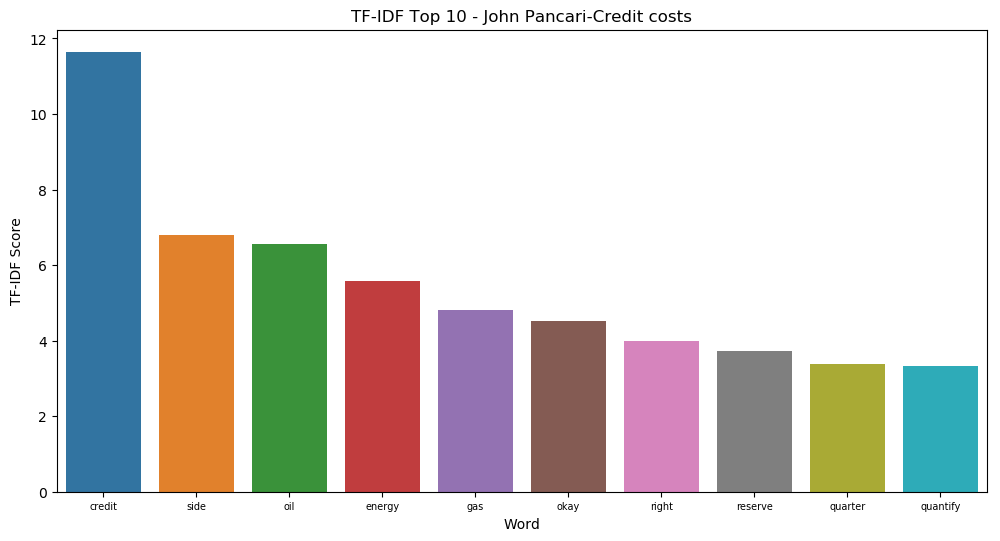 TF-IDF Top 10 - John Pancari-Credit costs
TF-IDF Score
12
10
8
6
4
2
0
credit side oil energy gas okay right reserve quarter quantify
Word